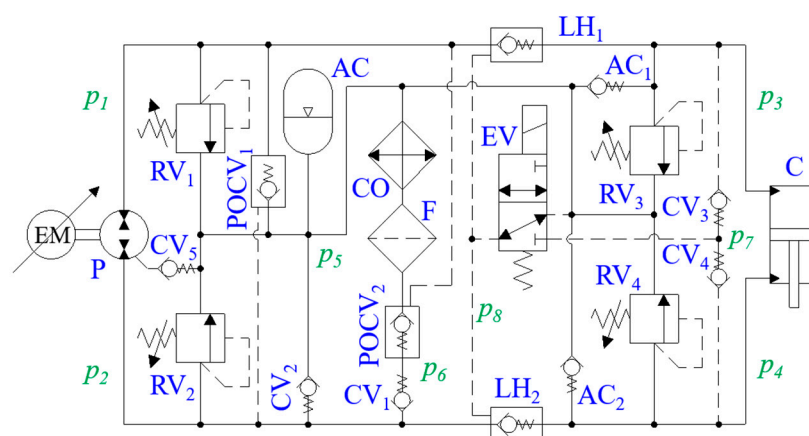 LH₁
AC
AC₁
p₁
p₃
EV
RV₁
POCV₁
CO
RV₃
C
F
CV₃
EM
CV₅
p₅
p₇
P
CV₄
RV₄
POCV₂
p₈
p₂
RV₂
CV₂
p₆
p₄
CV₁
LH₂
AC₂